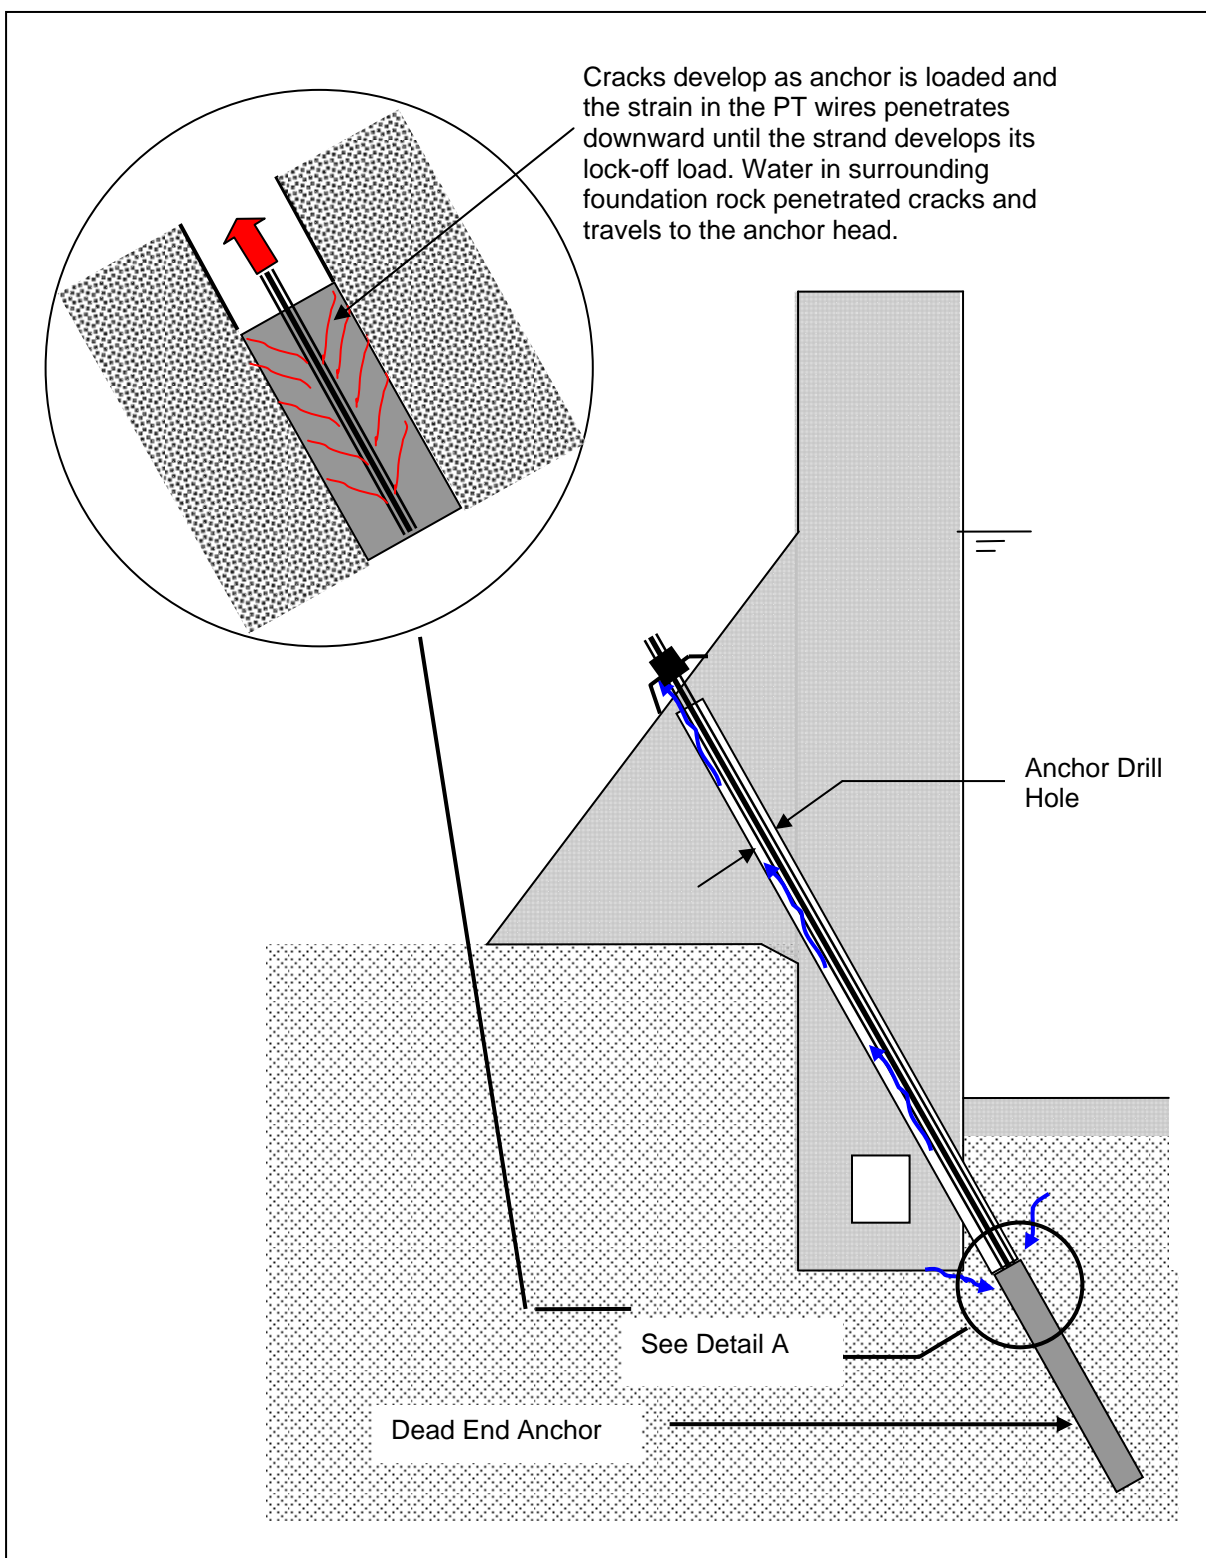 Cracks develop as anchor is loaded and
the strain in the PT wires penetrates
downward until the strand develops its
lock-off load. Water in surrounding
foundation rock penetrated cracks and
travels to the anchor head.
Anchor Drill
Hole
See Detail A
Dead End Anchor